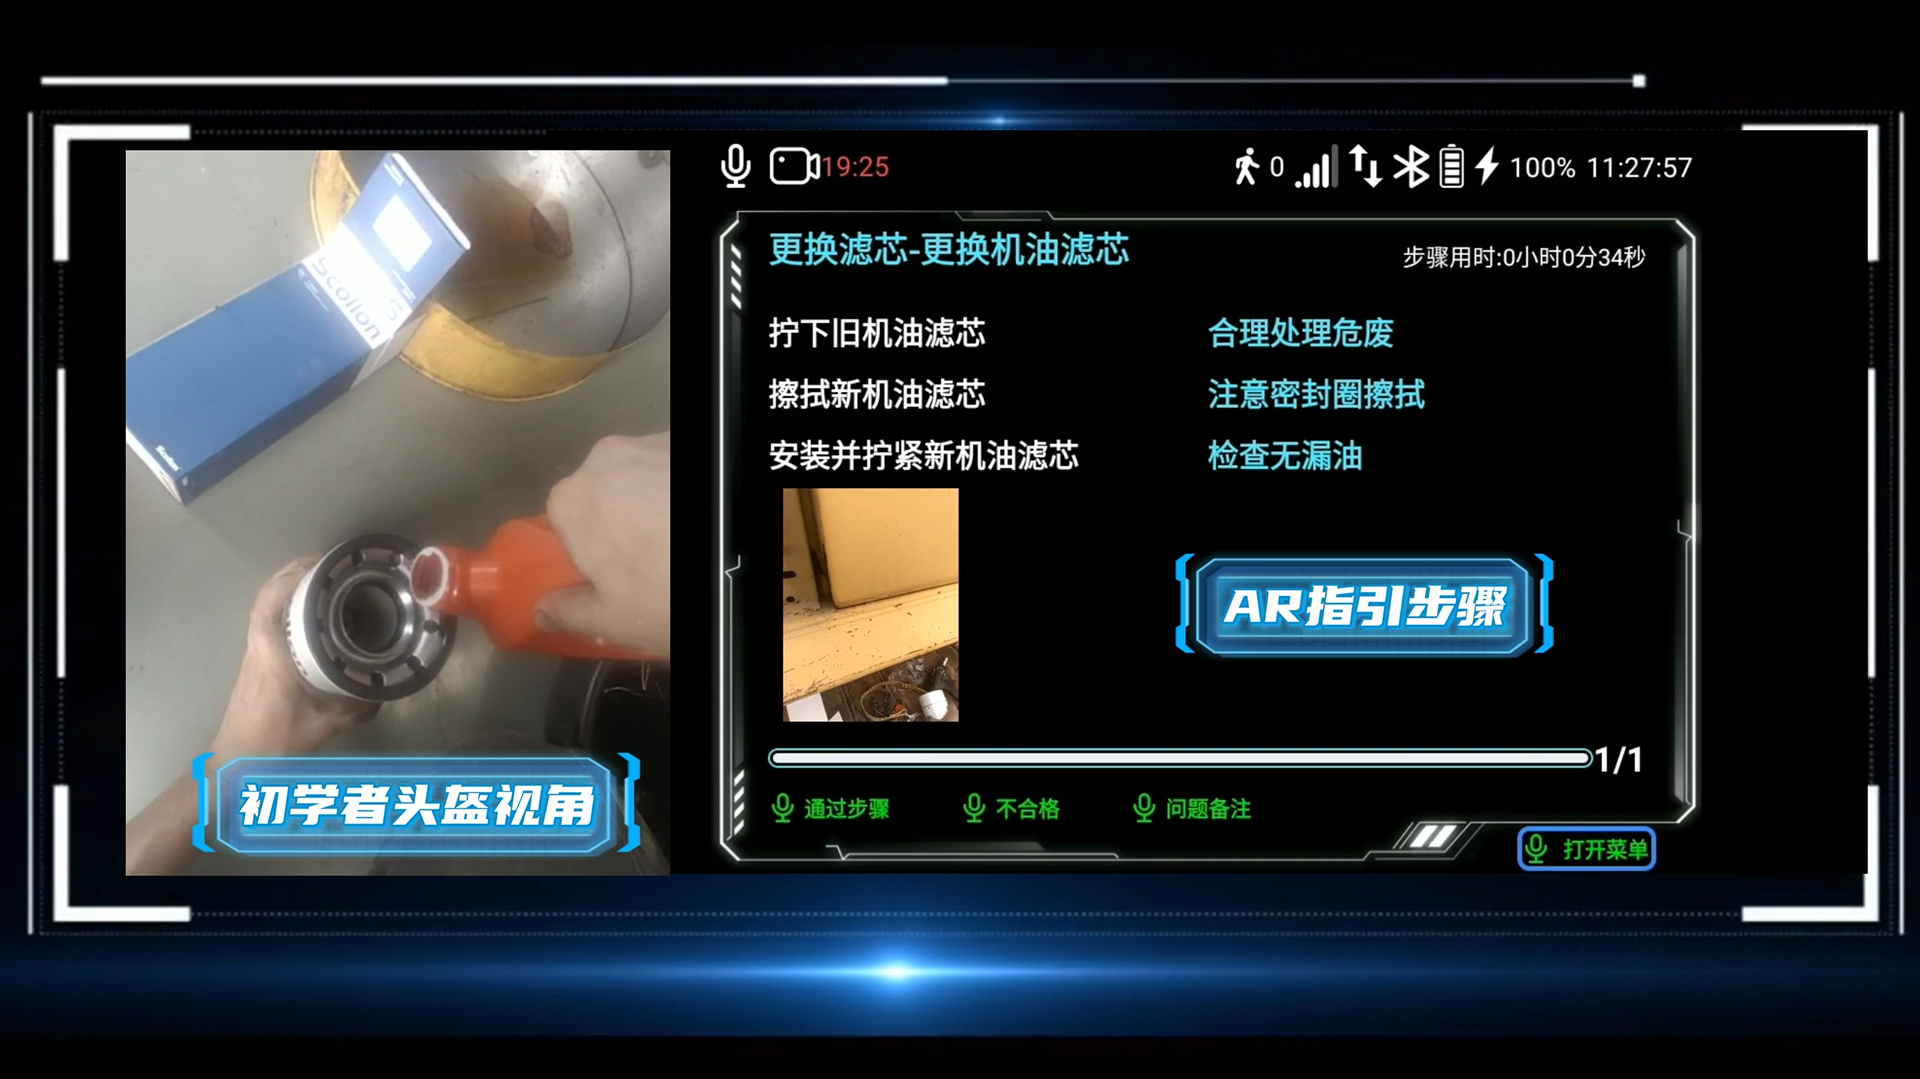 Scolion
S
Scolion
初学者头盔视角
19:25
0
100% 11:27:57
更换滤芯-更换机油滤芯
步骤用时:0小时0分34秒
拧下旧机油滤芯
合理处理危废
擦拭新机油滤芯
注意密封圈擦拭
安装并拧紧新机油滤芯
检查无漏油
AR指引步骤
1/1
通过步骤
不合格
问题备注
打开菜单